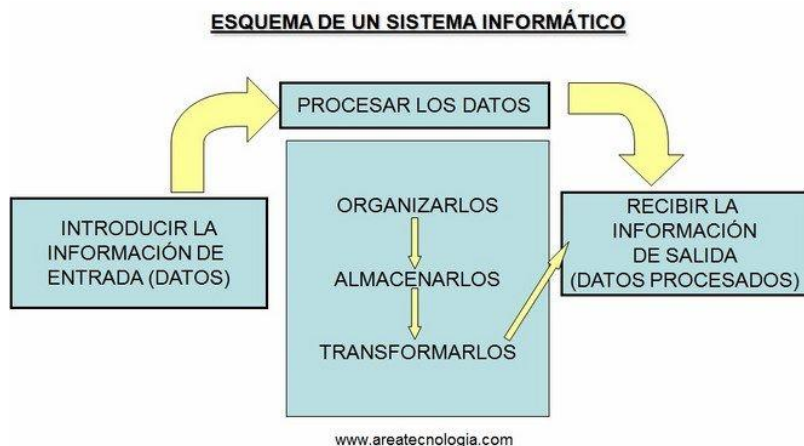 ESQUEMA DE UN SISTEMA INFORMÁTICO
PROCESAR LOS DATOS
INTRODUCIR LA
INFORMACIÓN DE
ENTRADA (DATOS)
ORGANIZARLOS
ALMACENARLOS
TRANSFORMARLOS
RECIBIR LA
INFORMACIÓN
DE SALIDA
(DATOS PROCESADOS)
www.areatecnologia.com